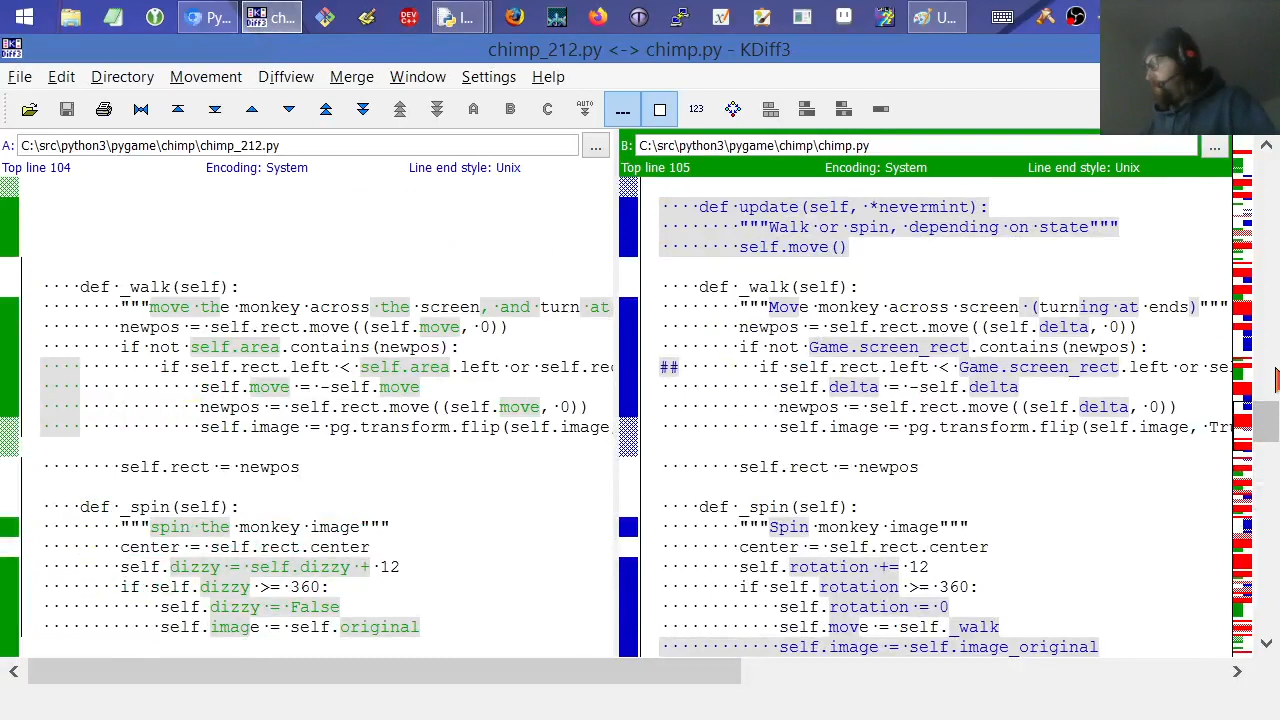 Py...
ch...
I...
U...
chimp_212.py <-> chimp.py - KDiff3
File Edit Directory Movement Diffview Merge Window Settings Help
A B C AUTO 123
A: C:\src\python3\pygame\chimp\chimp_212.py ...
Top line 104 Encoding: System Line end style: Unix
····def·_walk(self):
········"""move·the·monkey·across·the·screen,·and·turn·at
········newpos·=·self.rect.move((self.move,·0))
········if·not·self.area.contains(newpos):
············if·self.rect.left·<·self.area.left·or·self.rec
················self.move·=·-self.move
················newpos·=·self.rect.move((self.move,·0))
················self.image·=·pg.transform.flip(self.image,
········self.rect·=·newpos
····def·_spin(self):
········"""spin·the·monkey·image"""
········center·=·self.rect.center
········self.dizzy·=·self.dizzy·+·12
········if·self.dizzy·>=·360:
············self.dizzy·=·False
············self.image·=·self.original
B: C:\src\python3\pygame\chimp\chimp.py ...
Top line 105 Encoding: System Line end style: Unix
····def·update(self,·*nevermint):
········"""Walk·or·spin,·depending·on·state"""
········self.move()
····def·_walk(self):
········"""Move·monkey·across·screen·(turning·at·ends)"""
········newpos·=·self.rect.move((self.delta,·0))
········if·not·Game.screen_rect.contains(newpos):
##········if·self.rect.left·<·Game.screen_rect.left·or·sel
············self.delta·=·-self.delta
············newpos·=·self.rect.move((self.delta,·0))
············self.image·=·pg.transform.flip(self.image,·Tru
········self.rect·=·newpos
····def·_spin(self):
········"""Spin·monkey·image"""
········center·=·self.rect.center
········self.rotation·+=·12
········if·self.rotation·>=·360:
············self.rotation·=·0
············self.move·=·self._walk
············self.image·=·self.image_original